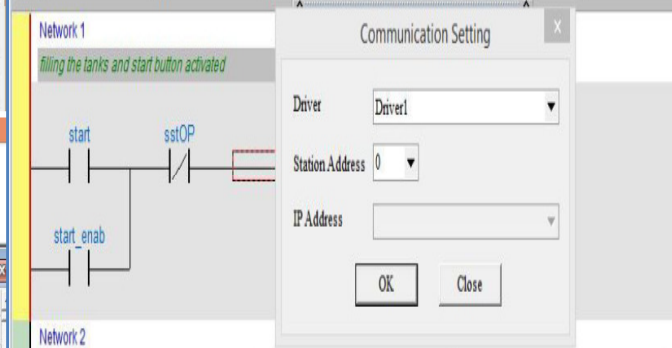 Network 1
filling the tanks and start button activated
start
sstOP
start_enab
Network 2
Communication Setting
x
Driver
Driver1
Station Address
0
IP Address
OK
Close